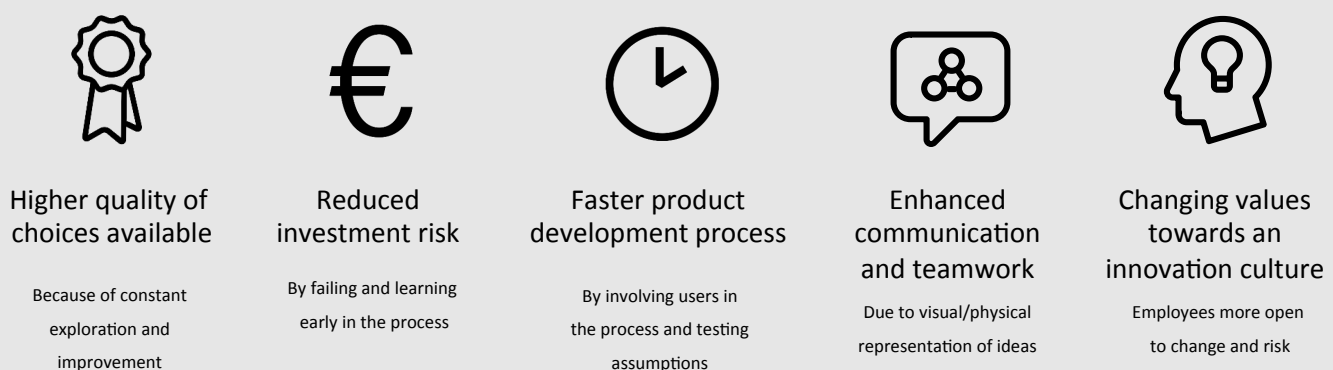 €
Higher quality of
choices available
Because of constant
exploration and
improvement
Reduced
investment risk
By failing and learning
early in the process
Faster product
development process
By involving users in
the process and testing
assumptions
Enhanced
communication
and teamwork
Due to visual/physical
representation of ideas
Changing values
towards an
innovation culture
Employees more open
to change and risk